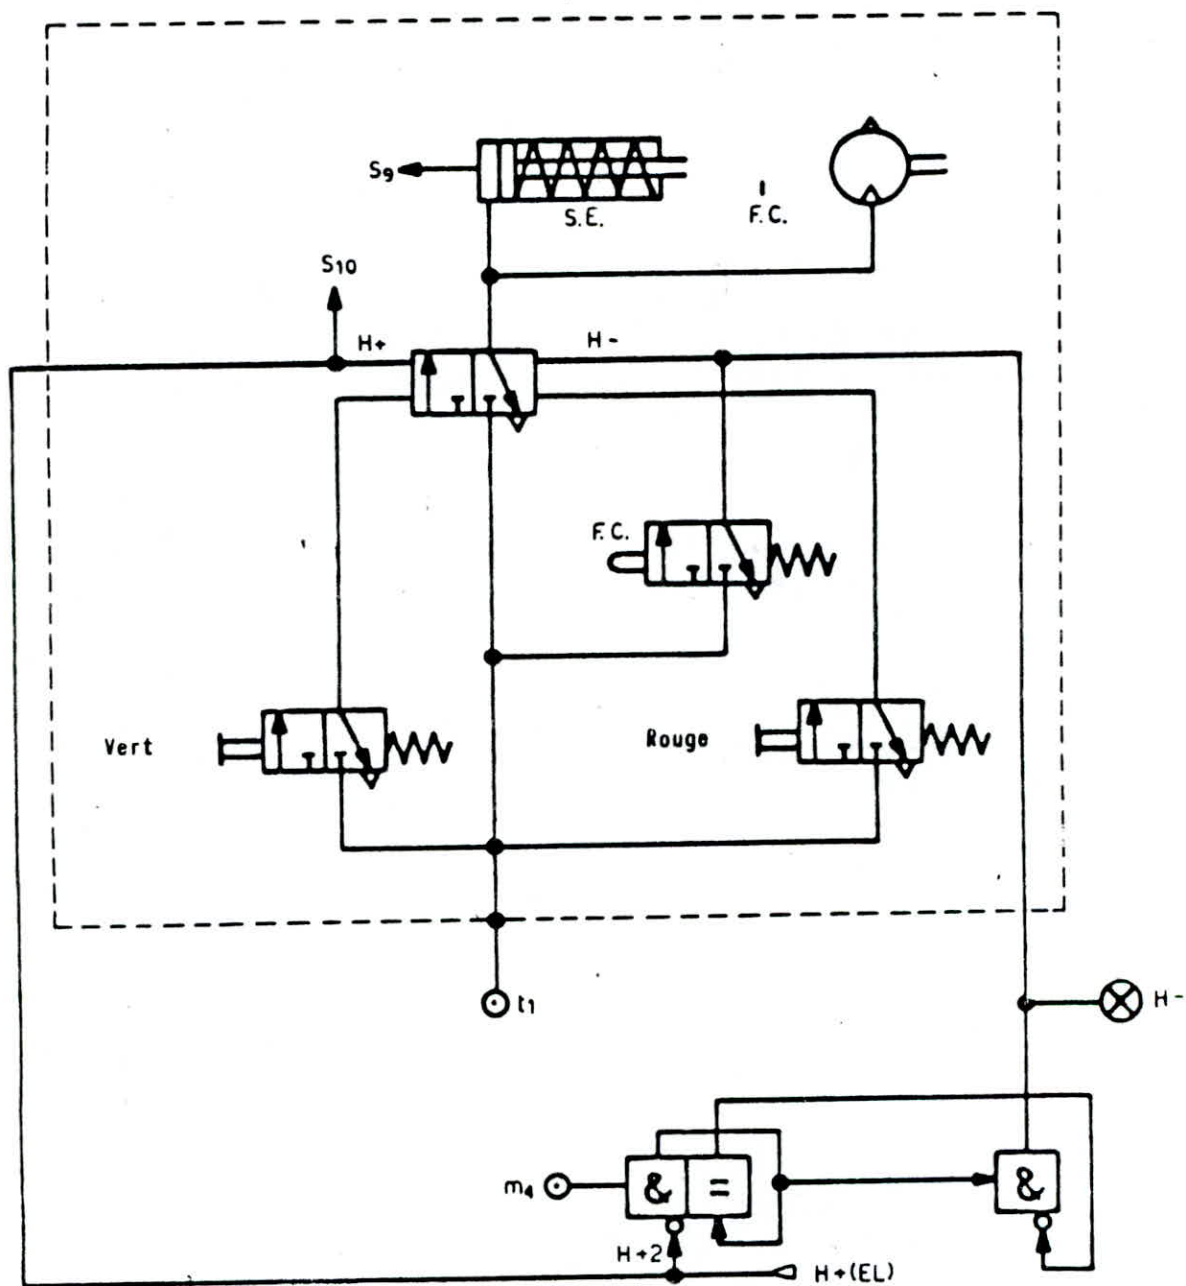 S9
S.E.
F.C.
S10
H+
H-
F.C.
Vert
Rouge
t1
H-
m4
&
=
&
H+2
H+(EL)